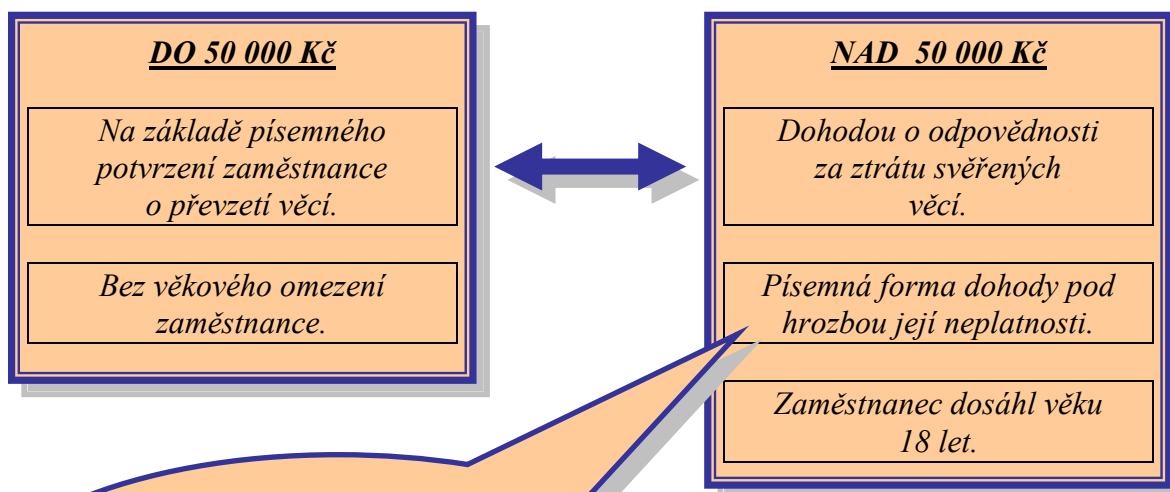 DO 50 000 Kč
Na základě písemného
potvrzení zaměstnance
o převzetí věcí.
Bez věkového omezení
zaměstnance.
NAD 50 000 Kč
Dohodou o odpovědnosti
za ztrátu svěřených
věcí.
Písemná forma dohody pod
hrozbou její neplatnosti.
Zaměstnanec dosáhl věku
18 let.